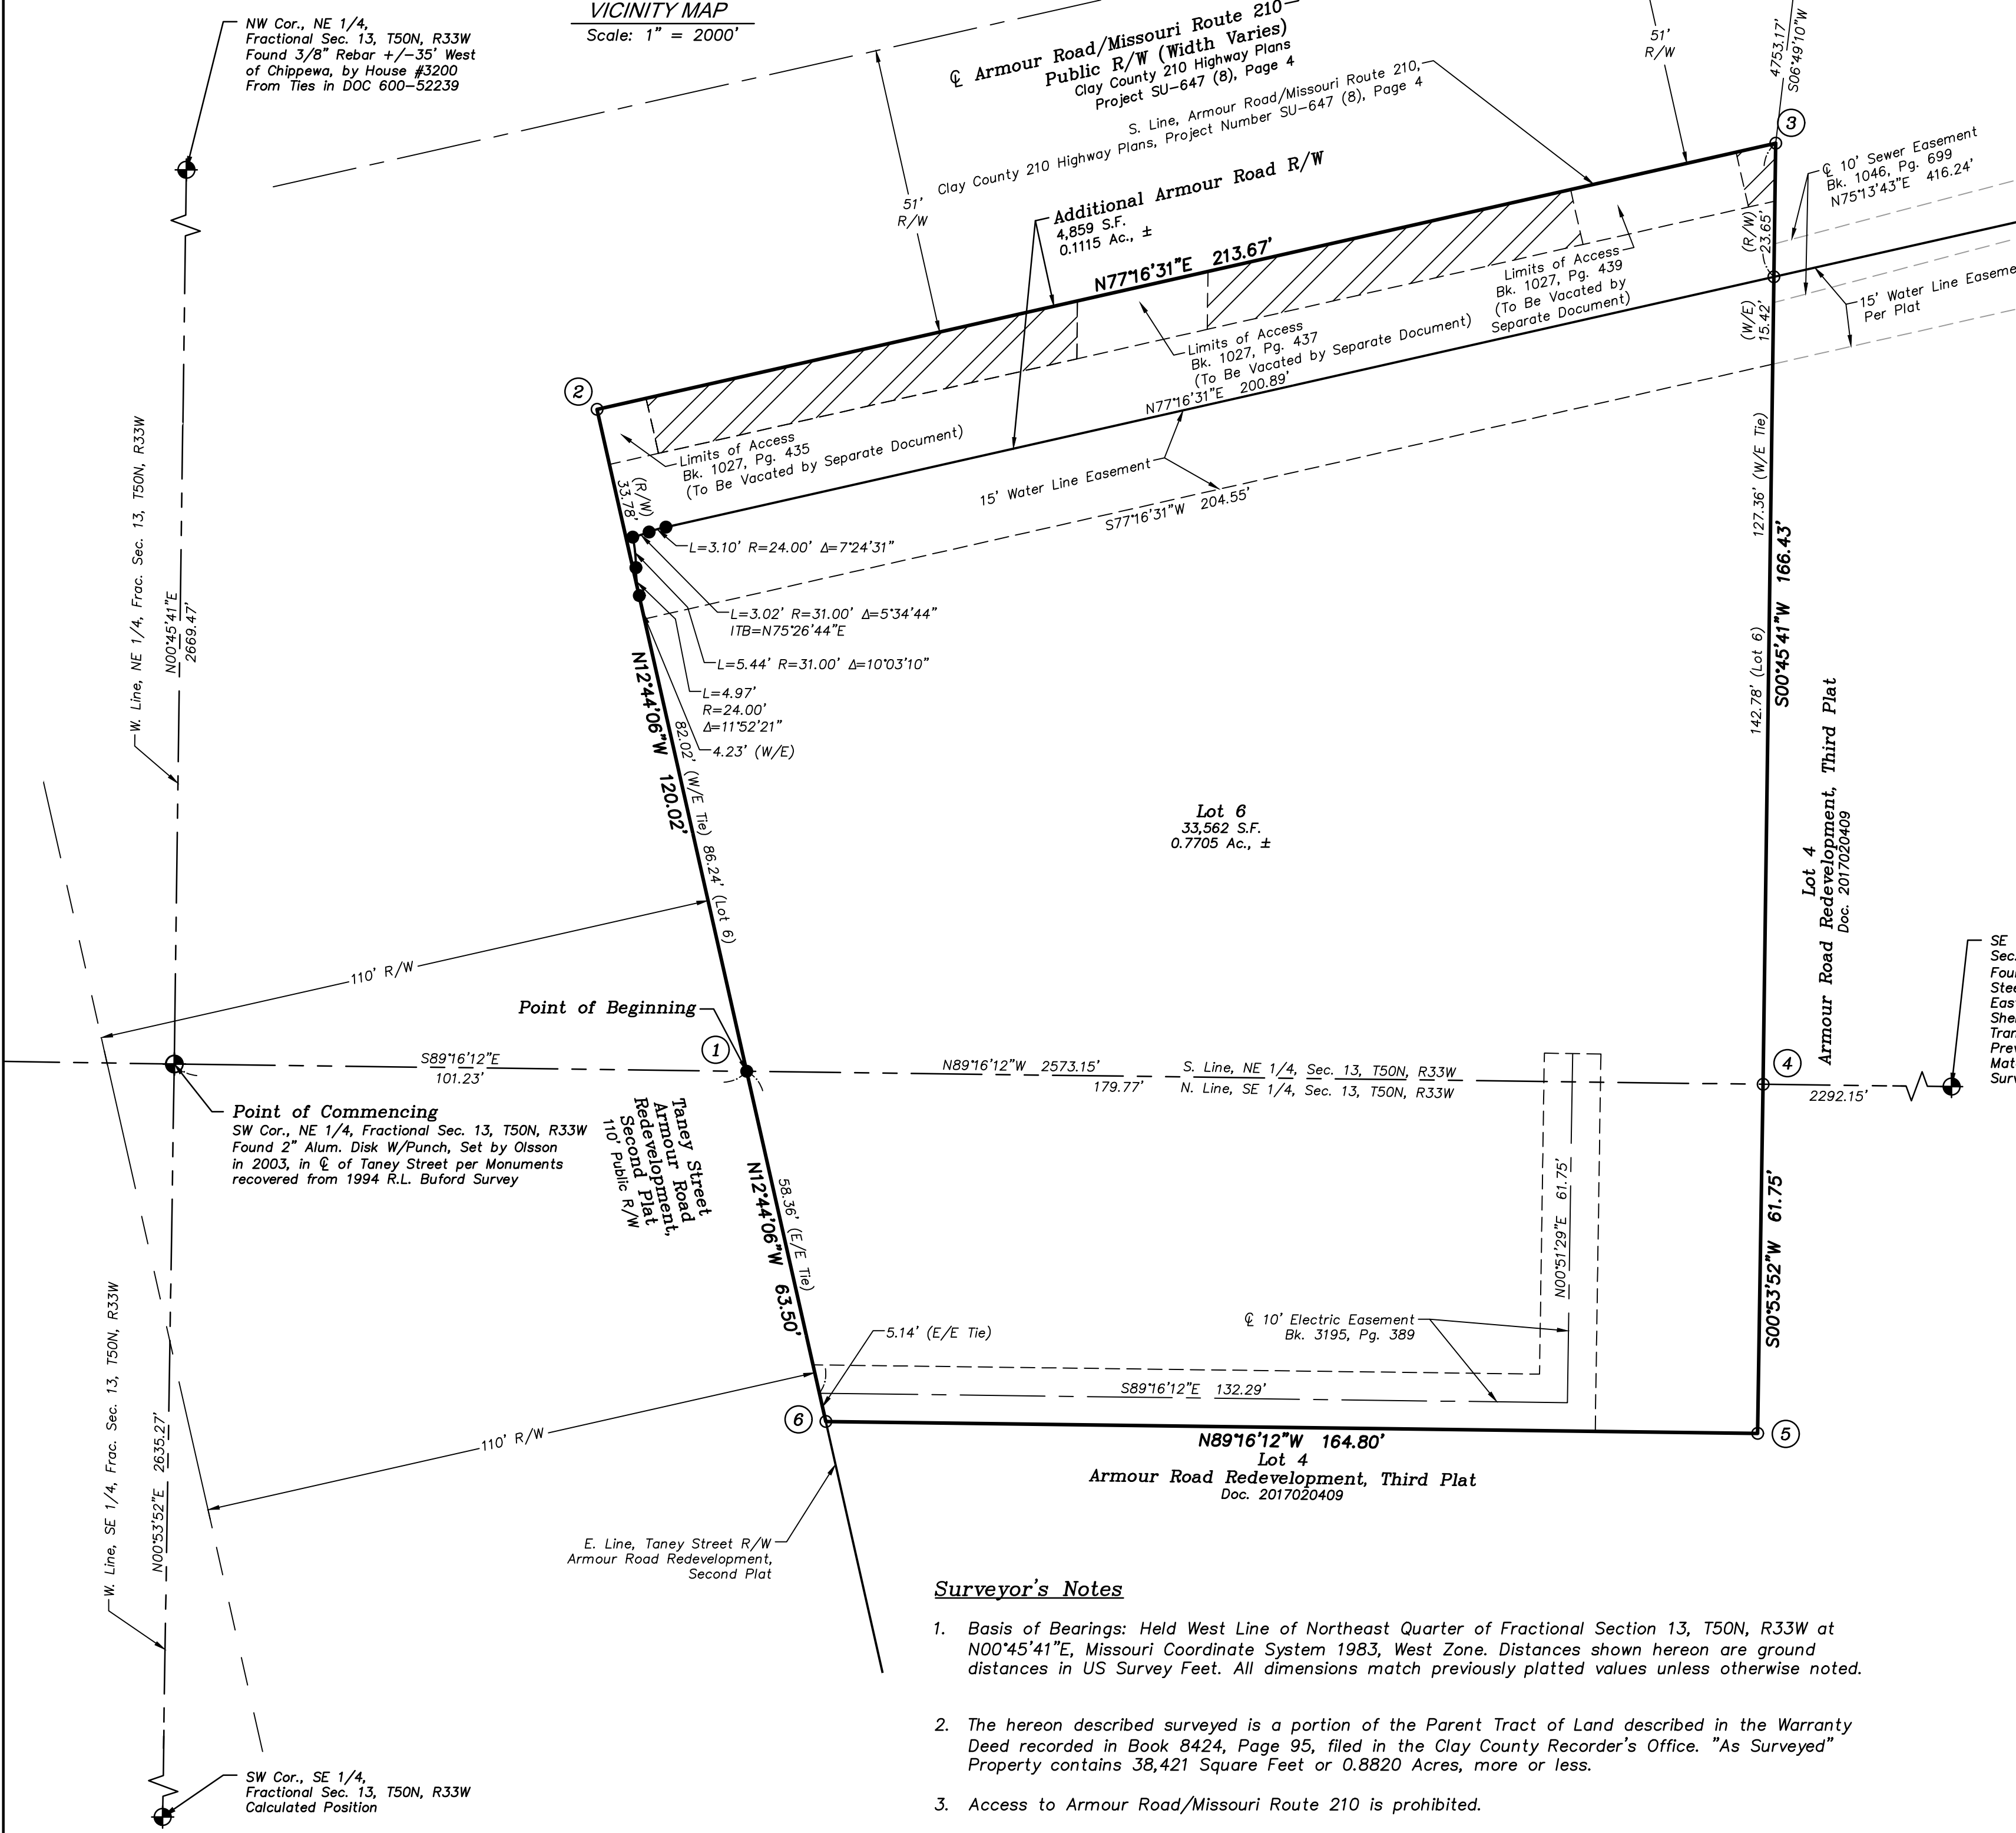 VICINITY MAP
Scale: 1" = 2000'
NW Cor., NE 1/4,
Fractional Sec. 13, T50N, R33W
Found 3/8" Rebar +/-35' West
of Chippewa, by House #3200
From Ties in DOC 600-52239
℄ Armour Road/Missouri Route 210
Public R/W (Width Varies)
Clay County 210 Highway Plans
Project SU-647 (8), Page 4
S. Line, Armour Road/Missouri Route 210,
Clay County 210 Highway Plans, Project Number SU-647 (8), Page 4
51'
R/W
51'
R/W
4753.17'
S06°49'10"W
3
℄ 10' Sewer Easement
Bk. 1046, Pg. 699
N75°13'43"E 416.24'
Additional Armour Road R/W
4,859 S.F.
0.1115 Ac., ±
N77°16'31"E 213.67'
(R/W)
23.65'
(W/E)
15.42'
15' Water Line Easeme
Per Plat
Limits of Access
Bk. 1027, Pg. 439
(To Be Vacated by
Separate Document)
Limits of Access
Bk. 1027, Pg. 437
(To Be Vacated by Separate Document)
2
Limits of Access
Bk. 1027, Pg. 435
(To Be Vacated by Separate Document)
N77°16'31"E 200.89'
(R/W)
33.78'
15' Water Line Easement
S77°16'31"W 204.55'
L=3.10' R=24.00' Δ=7°24'31"
L=3.02' R=31.00' Δ=5°34'44"
ITB=N75°26'44"E
L=5.44' R=31.00' Δ=10°03'10"
L=4.97'
R=24.00'
Δ=11°52'21"
4.23' (W/E)
W. Line, NE 1/4, Frac. Sec. 13, T50N, R33W
N00°45'41"E
2669.47'
N12°44'06"W 120.02'
82.02' (W/E Tie)
86.24' (Lot 6)
127.36' (W/E Tie)
S00°45'41"W 166.43'
142.78' (Lot 6)
Lot 6
33,562 S.F.
0.7705 Ac., ±
Lot 4
Armour Road Redevelopment, Third Plat
Doc. 2017020409
SE
Sec.
Fou
Stee
Eas
She
Tran
Prev
Mat
Surv
110' R/W
Point of Beginning
1
S89°16'12"E
101.23'
N89°16'12"W 2573.15'
S. Line, NE 1/4, Sec. 13, T50N, R33W
179.77'
N. Line, SE 1/4, Sec. 13, T50N, R33W
4
2292.15'
Point of Commencing
SW Cor., NE 1/4, Fractional Sec. 13, T50N, R33W
Found 2" Alum. Disk W/Punch, Set by Olsson
in 2003, in ℄ of Taney Street per Monuments
recovered from 1994 R.L. Buford Survey
Taney Street
Armour Road
Redevelopment,
Second Plat
110' Public R/W
N12°44'06"W 63.50'
58.36' (E/E Tie)
N00°51'29"E 61.75'
S00°53'52"W 61.75'
℄ 10' Electric Easement
Bk. 3195, Pg. 389
5.14' (E/E Tie)
S89°16'12"E 132.29'
6
5
N89°16'12"W 164.80'
Lot 4
Armour Road Redevelopment, Third Plat
Doc. 2017020409
110' R/W
W. Line, SE 1/4, Frac. Sec. 13, T50N, R33W
N00°53'52"E 2635.27'
E. Line, Taney Street R/W
Armour Road Redevelopment,
Second Plat
SW Cor., SE 1/4,
Fractional Sec. 13, T50N, R33W
Calculated Position
Surveyor's Notes
1. Basis of Bearings: Held West Line of Northeast Quarter of Fractional Section 13, T50N, R33W at
N00°45'41"E, Missouri Coordinate System 1983, West Zone. Distances shown hereon are ground
distances in US Survey Feet. All dimensions match previously platted values unless otherwise noted.
2. The hereon described surveyed is a portion of the Parent Tract of Land described in the Warranty
Deed recorded in Book 8424, Page 95, filed in the Clay County Recorder's Office. "As Surveyed"
Property contains 38,421 Square Feet or 0.8820 Acres, more or less.
3. Access to Armour Road/Missouri Route 210 is prohibited.